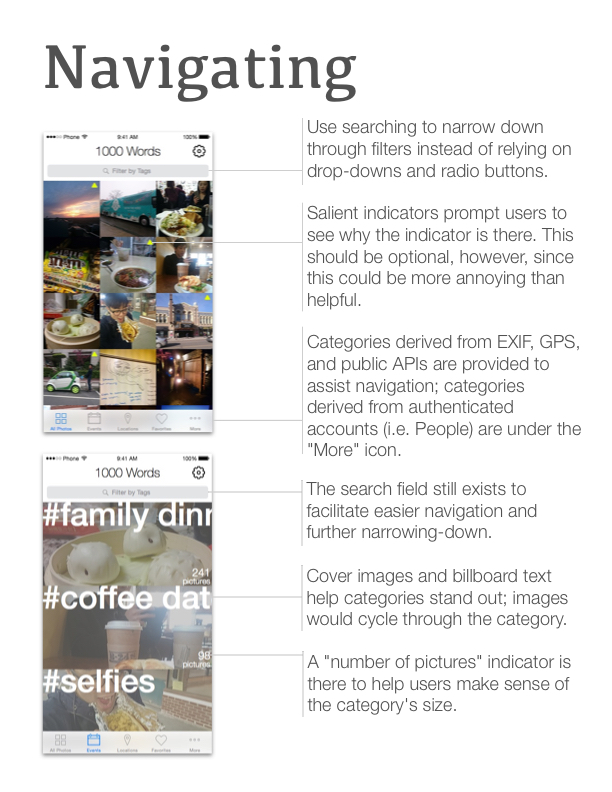 Navigating
Phone 9:41 AM 100%
1000 Words
Filter by Tags
All Photos Events Locations Favorites More
Use searching to narrow down
through filters instead of relying on
drop-downs and radio buttons.
Salient indicators prompt users to
see why the indicator is there. This
should be optional, however, since
this could be more annoying than
helpful.
Categories derived from EXIF, GPS,
and public APIs are provided to
assist navigation; categories
derived from authenticated
accounts (i.e. People) are under the
"More" icon.
Phone 9:41 AM 100%
1000 Words
Filter by Tags
#family dinr
241
pictures
#coffee dat
98
pictures
#selfies
All Photos Events Locations Favorites More
The search field still exists to
facilitate easier navigation and
further narrowing-down.
Cover images and billboard text
help categories stand out; images
would cycle through the category.
A "number of pictures" indicator is
there to help users make sense of
the category's size.